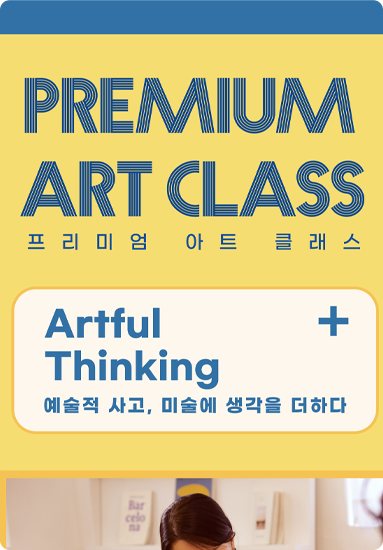 PREMIUM
ART CLASS
프리미엄 아트 클래스
Artful
Thinking
+
예술적 사고, 미술에 생각을 더하다
Bar
celo
na